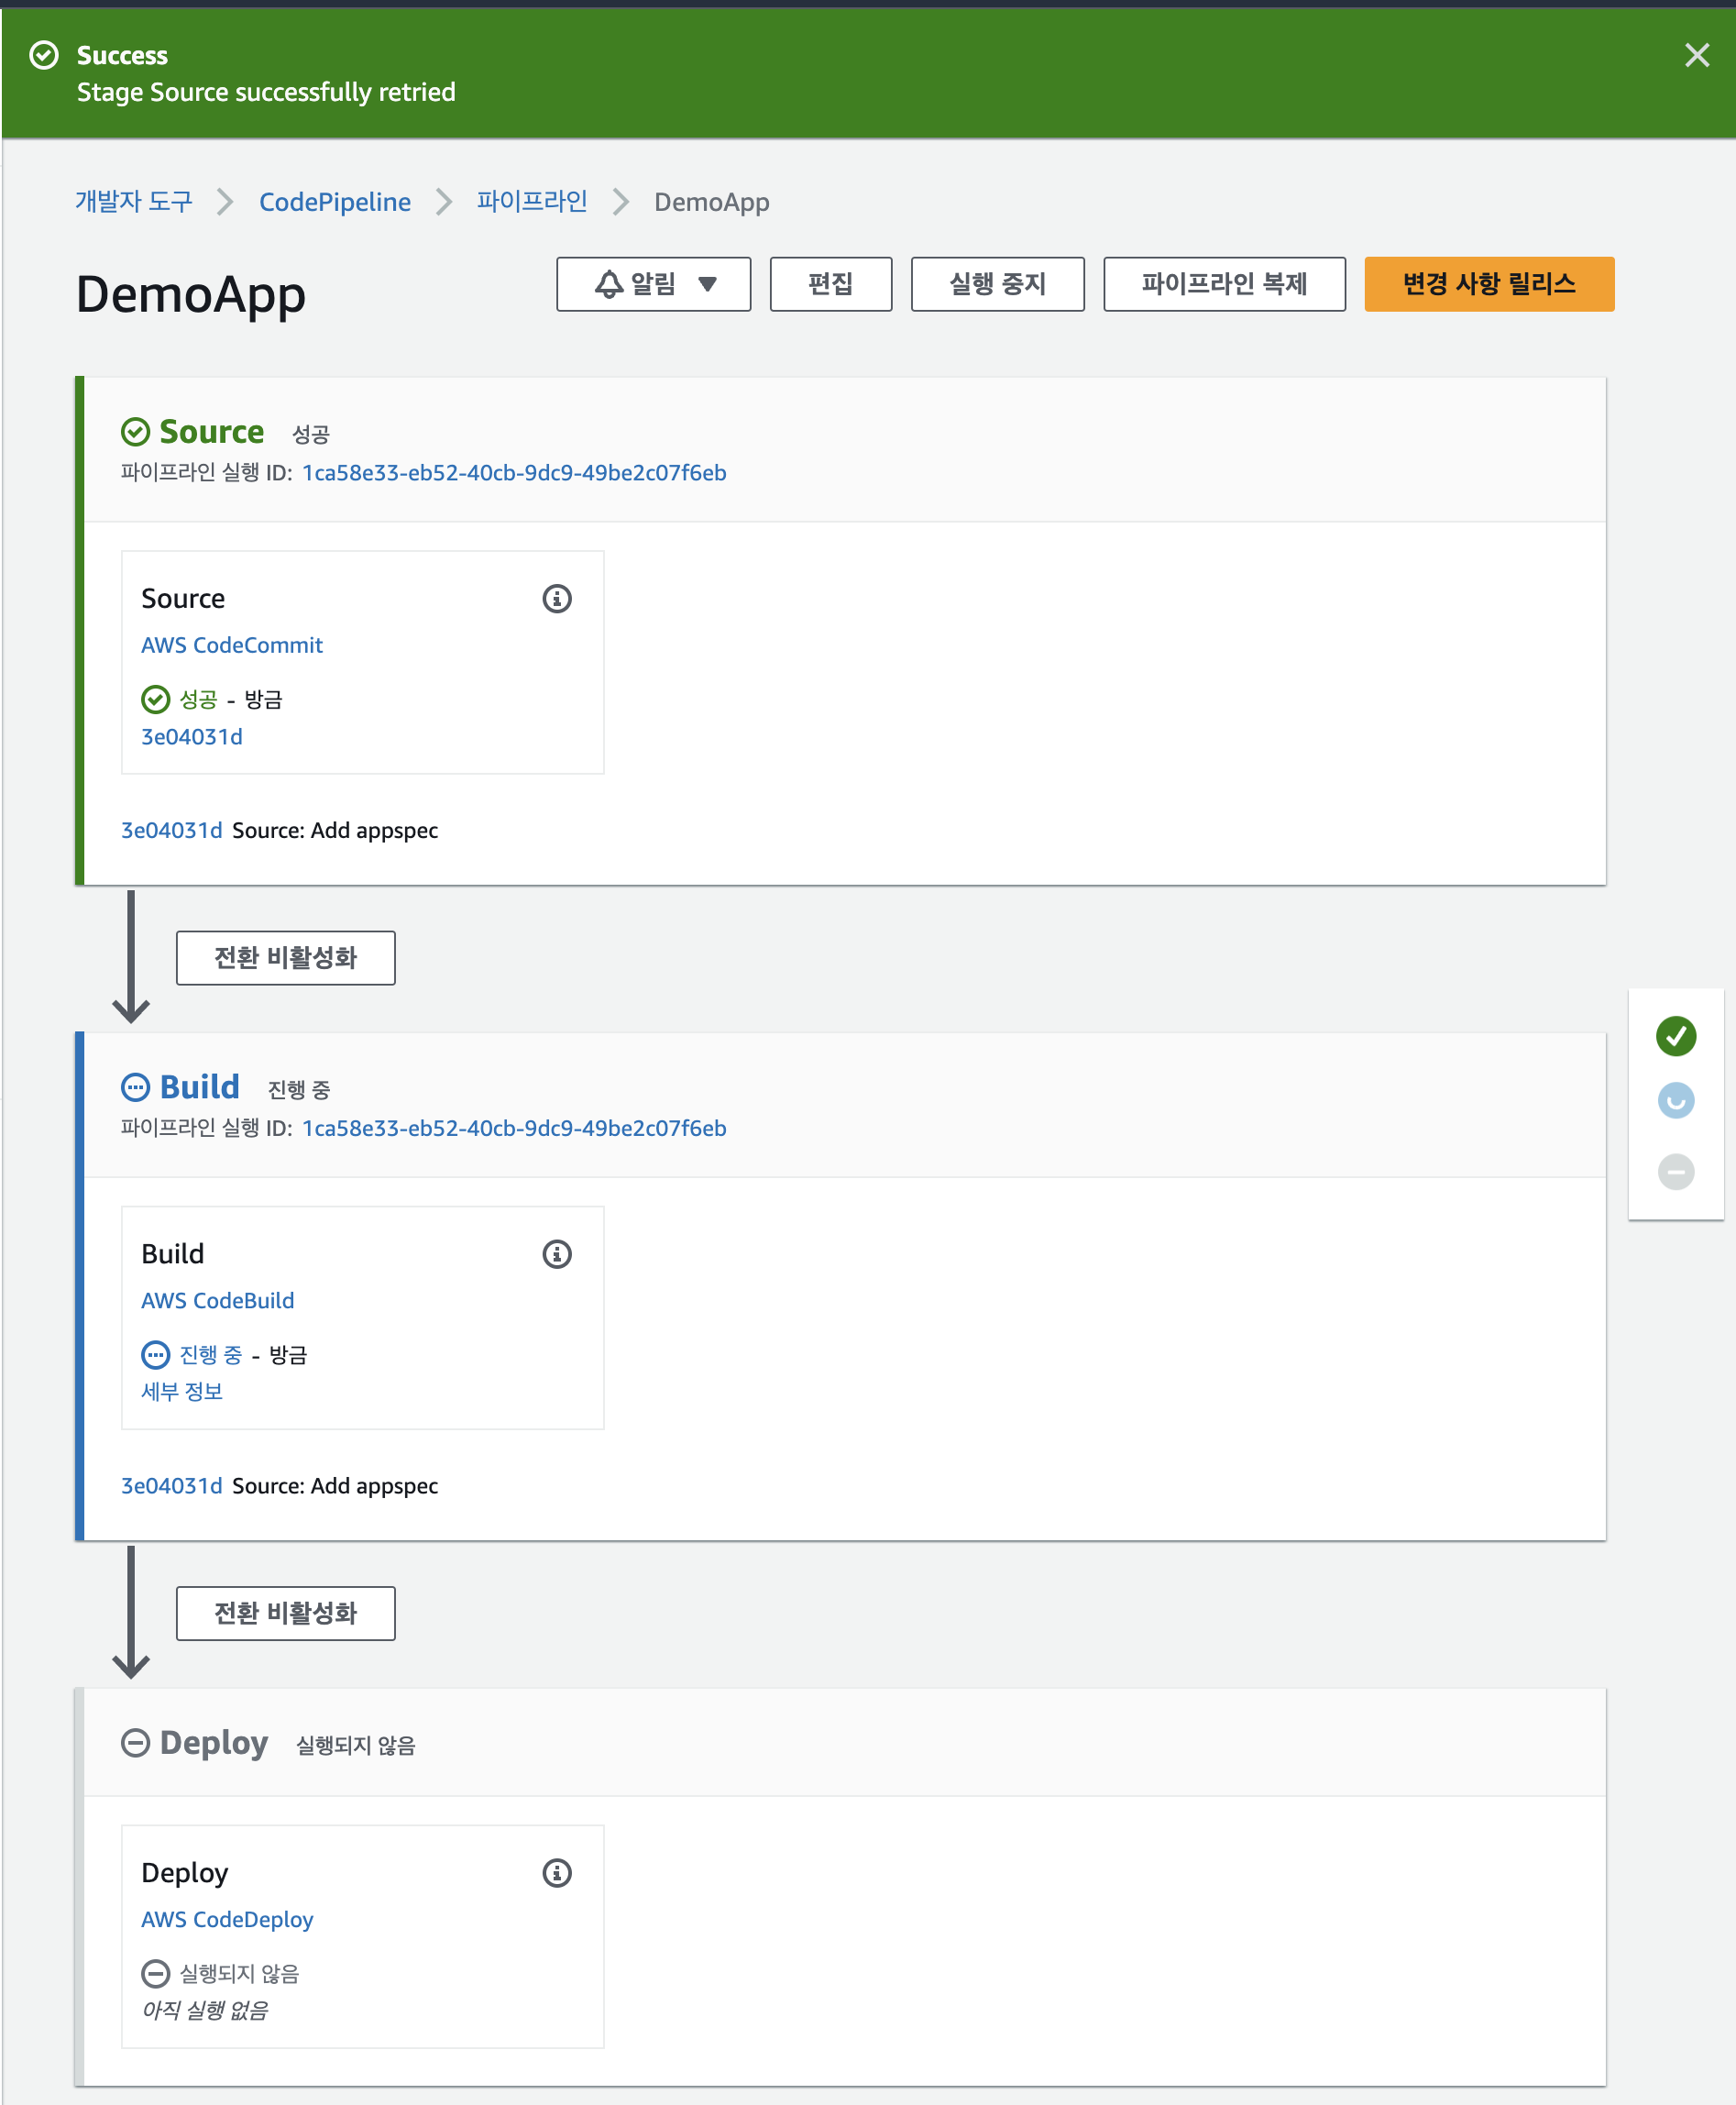 Success
Stage Source successfully retried
개발자 도구 CodePipeline 파이프라인 DemoApp
DemoApp
알림 편집 실행 중지 파이프라인 복제 변경 사항 릴리스
Source 성공
파이프라인 실행 ID: 1ca58e33-eb52-40cb-9dc9-49be2c07f6eb
Source
AWS CodeCommit
성공 - 방금
3e04031d
3e04031d Source: Add appspec
전환 비활성화
Build 진행 중
파이프라인 실행 ID: 1ca58e33-eb52-40cb-9dc9-49be2c07f6eb
Build
AWS CodeBuild
진행 중 - 방금
세부 정보
3e04031d Source: Add appspec
전환 비활성화
Deploy 실행되지 않음
Deploy
AWS CodeDeploy
실행되지 않음
아직 실행 없음